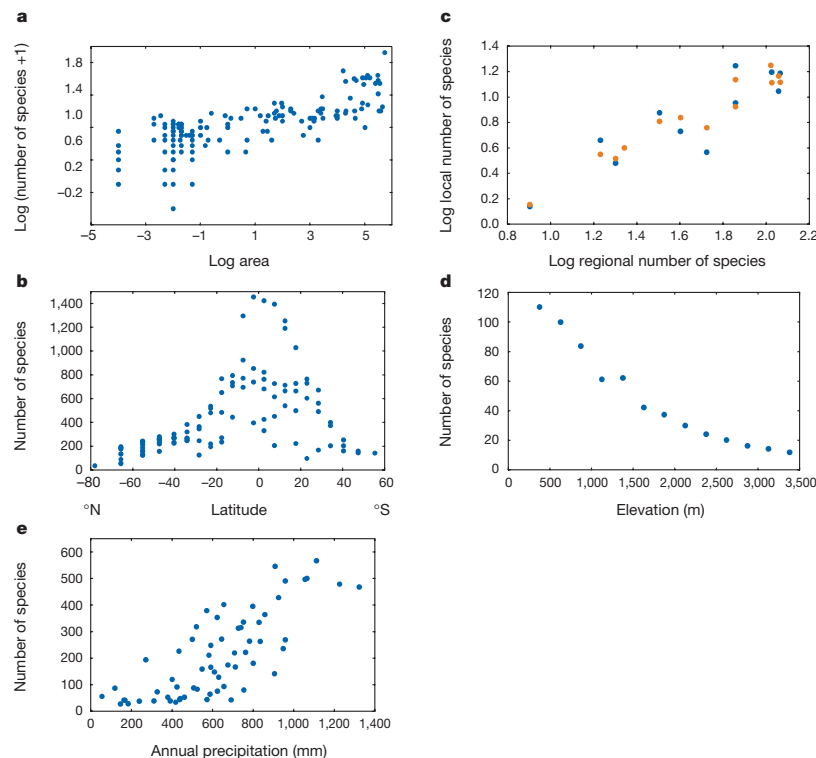 a
Log (number of species +1)
1.8
1.4
1.0
0.6
0.2
−0.2
−5 −3 −1 1 3 5
Log area
b
Number of species
1,400
1,200
1,000
800
600
400
200
0
−80 −60 −40 −20 0 20 40 60
°N Latitude °S
c
Log local number of species
1.4
1.2
1.0
0.8
0.6
0.4
0.2
0.0
0.8 1.0 1.2 1.4 1.6 1.8 2.0 2.2
Log regional number of species
d
Number of species
120
100
80
60
40
20
0
0 500 1,000 1,500 2,000 2,500 3,000 3,500
Elevation (m)
e
Number of species
600
500
400
300
200
100
0
0 200 400 600 800 1,000 1,200 1,400
Annual precipitation (mm)